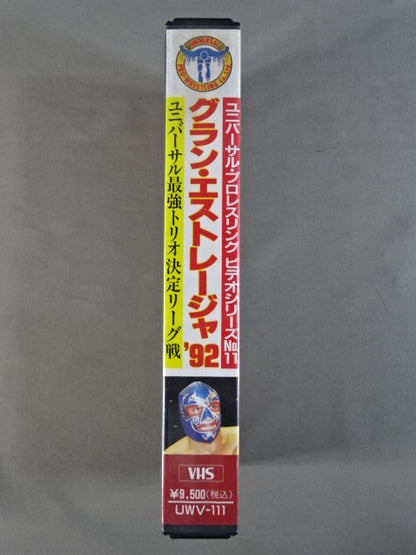 UNIVERSAL
PRO-WRESTLING CO.,LTD.
ユニバーサル・プロレスリング ビデオシリーズNo.11
グラン・エストレージャ'92
ユニバーサル最強トリオ決定リーグ戦
VHS
¥9,500(税込)
UWV-111